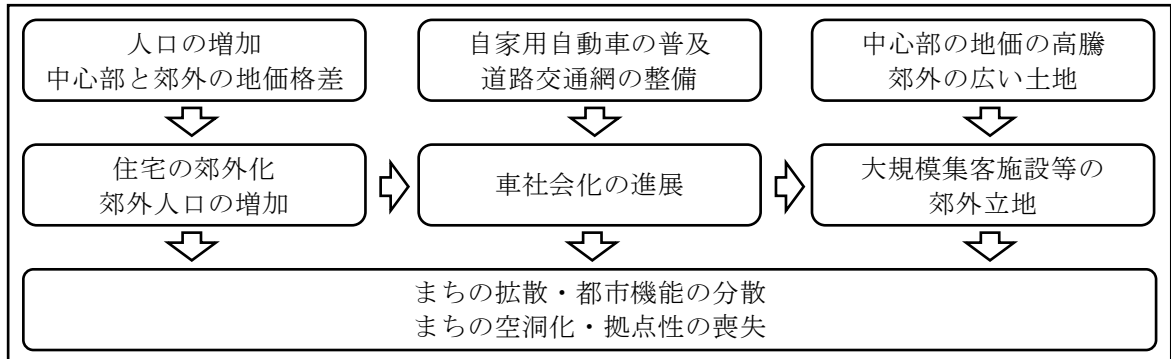 人口の増加
中心部と郊外の地価格差
自家用自動車の普及
道路交通網の整備
中心部の地価の高騰
郊外の広い土地
住宅の郊外化
郊外人口の増加
車社会化の進展
大規模集客施設等の
郊外立地
まちの拡散・都市機能の分散
まちの空洞化・拠点性の喪失